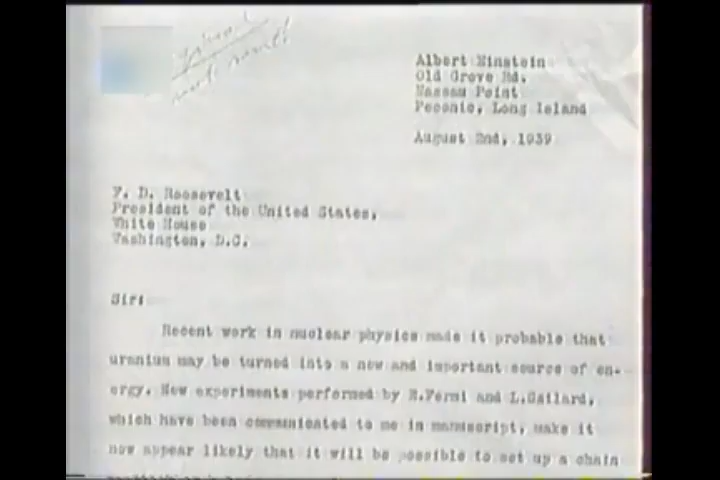 Albert Einstein
Old Grove Rd.
Nassau Point
Peconic, Long Island
August 2nd, 1939
F. D. Roosevelt
President of the United States,
White House
Washington, D.C.
Sir:
Recent work in nuclear physics made it probable that
uranium may be turned into a new and important source of en-
ergy. New experiments performed by E.Fermi and L.
which have been communicated to me in manuscript, make it
now appear likely that it will be possible to set up a chain